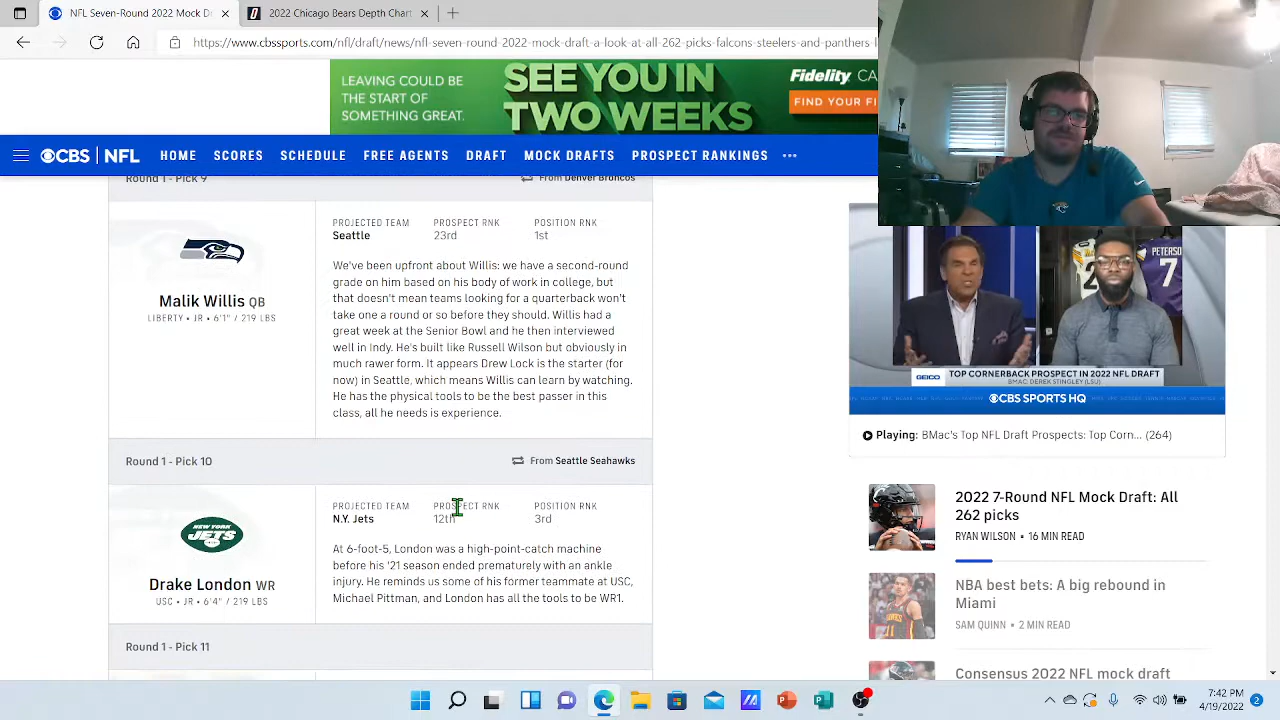 NFL Seven-Round 2022 Mock Draft
2022 Depth Chart
https://www.cbssports.com/nfl/draft/news/nfl-seven-round-2022-mock-draft-a-look-at-all-262-picks-falcons-steelers-and-panthers
LEAVING COULD BE
THE START OF
SOMETHING GREAT.
SEE YOU IN
TWO WEEKS
Fidelity CA
FIND YOUR FI
CBS NFL HOME SCORES SCHEDULE FREE AGENTS DRAFT MOCK DRAFTS PROSPECT RANKINGS
Round 1 - Pick 9
From Denver Broncos
Malik Willis QB
LIBERTY • JR • 6'1" / 219 LBS
PROJECTED TEAM PROSPECT RNK POSITION RNK
Seattle 23rd 1st
We've been upfront about Willis: we have a second-round
grade on him based on his body of work in college, but
that doesn't mean teams looking for a quarterback won't
take one a round or so before they should. Willis had a
great week at the Senior Bowl and he then interviewed
well in Indy. He's built like Russell Wilson but obviously in
much rawer form. It appears Drew Lock is the starter (for
now) in Seattle, which means Willis can learn by watching.
He has the physical tools to be the best passer in this
class, all he needs is time.
Round 1 - Pick 10
From Seattle Seahawks
NEW YORK
JETS
Drake London WR
USC • JR • 6'4" / 219 LBS
PROJECTED TEAM PROSPECT RNK POSITION RNK
N.Y. Jets 12th 3rd
At 6-foot-5, London was a high-point-catch machine
before his '21 season ended prematurely with an ankle
injury. He reminds us some of his former teammate at USC,
Michael Pittman, and London has all the tools to be WR1.
Round 1 - Pick 11
PETERSO
7
GEICO
TOP CORNERBACK PROSPECT IN 2022 NFL DRAFT
BMAC: DEREK STINGLEY (LSU)
CBS SPORTS HQ
Playing: BMac's Top NFL Draft Prospects: Top Corn... (264)
2022 7-Round NFL Mock Draft: All
262 picks
RYAN WILSON • 16 MIN READ
NBA best bets: A big rebound in
Miami
SAM QUINN • 2 MIN READ
Consensus 2022 NFL mock draft
7:42 PM
4/19/2022
2